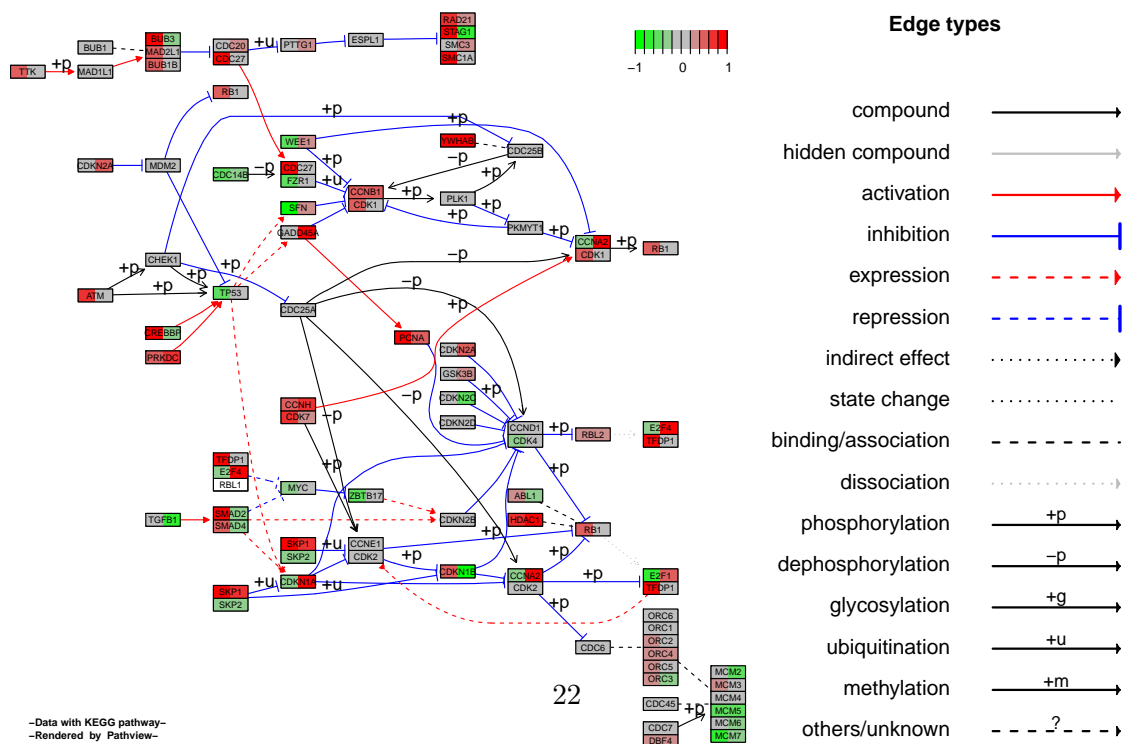 Edge types
−1
0
1
compound
hidden compound
activation
inhibition
expression
repression
indirect effect
state change
binding/association
dissociation
phosphorylation
+p
dephosphorylation
−p
glycosylation
+g
ubiquitination
+u
methylation
+m
others/unknown
?
TTK
+p
BUB1
MAD1L1
BUB3
MAD2L1
BUB1B
CDC20
CDC27
+u
PTTG1
ESPL1
RAD21
STAG1
SMC3
SMC1A
RB1
CDKN2A
MDM2
+p
+p
WEE1
YWHAB
CDC25B
+p
−p
CDC14B
−p
CDC27
FZR1
+u
CCNB1
CDK1
+p
PLK1
+p
SFN
GADD45A
+p
PKMYT1
+p
CCNA2
CDK1
+p
RB1
CHEK1
+p
+p
+p
−p
ATM
+p
TP53
−p
CDC25A
+p
CREBBP
PRKDC
PCNA
CDKN2A
GSK3B
+p
CDKN2C
CDKN2D
−p
CCNH
CDK7
−p
CCND1
CDK4
+p
RBL2
E2F4
TFDP1
TFDP1
E2F4
RBL1
+p
+p
MYC
ZBTB17
ABL1
TGFB1
SMAD2
SMAD4
CDKN2B
HDAC1
RB1
SKP1
SKP2
+u
CCNE1
CDK2
+p
+p
CDKN1A
+u
+u
CDKN1B
CCNA2
CDK2
+p
E2F1
TFDP1
SKP1
SKP2
+p
CDC6
ORC6
ORC1
ORC2
ORC4
ORC5
ORC3
CDC45
CDC7
DBF4
+p
MCM2
MCM3
MCM4
MCM5
MCM6
MCM7
22
−Data with KEGG pathway−
−Rendered by Pathview−